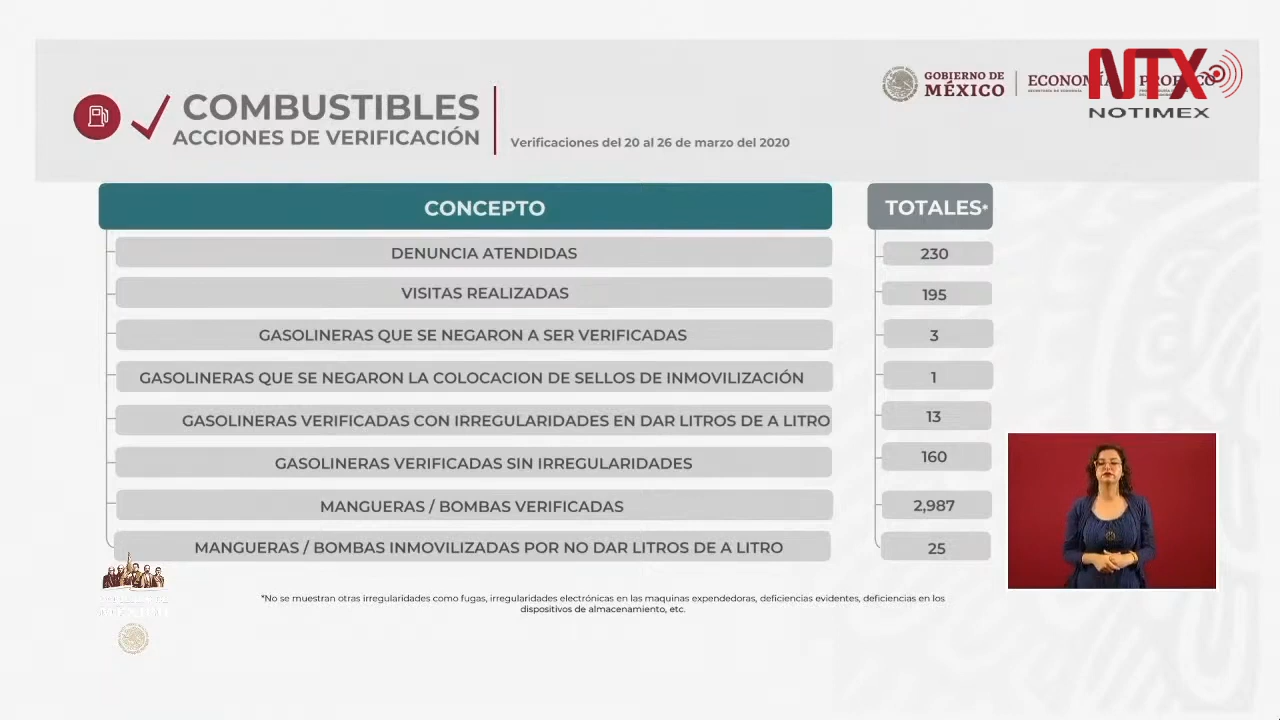 NTX
NOTIMEX
GOBIERNO DE
MÉXICO
ECONOMÍA
COMBUSTIBLES
ACCIONES DE VERIFICACIÓN
Verificaciones del 20 al 26 de marzo del 2020
CONCEPTO
TOTALES*
DENUNCIA ATENDIDAS
230
VISITAS REALIZADAS
195
GASOLINERAS QUE SE NEGARON A SER VERIFICADAS
3
GASOLINERAS QUE SE NEGARON LA COLOCACION DE SELLOS DE INMOVILIZACIÓN
1
GASOLINERAS VERIFICADAS CON IRREGULARIDADES EN DAR LITROS DE A LITRO
13
GASOLINERAS VERIFICADAS SIN IRREGULARIDADES
160
MANGUERAS / BOMBAS VERIFICADAS
2,987
MANGUERAS / BOMBAS INMOVILIZADAS POR NO DAR LITROS DE A LITRO
25
*No se muestran otras irregularidades como fugas, irregularidades electrónicas en las maquinas expendedoras, deficiencias evidentes, deficiencias en los
dispositivos de almacenamiento, etc.